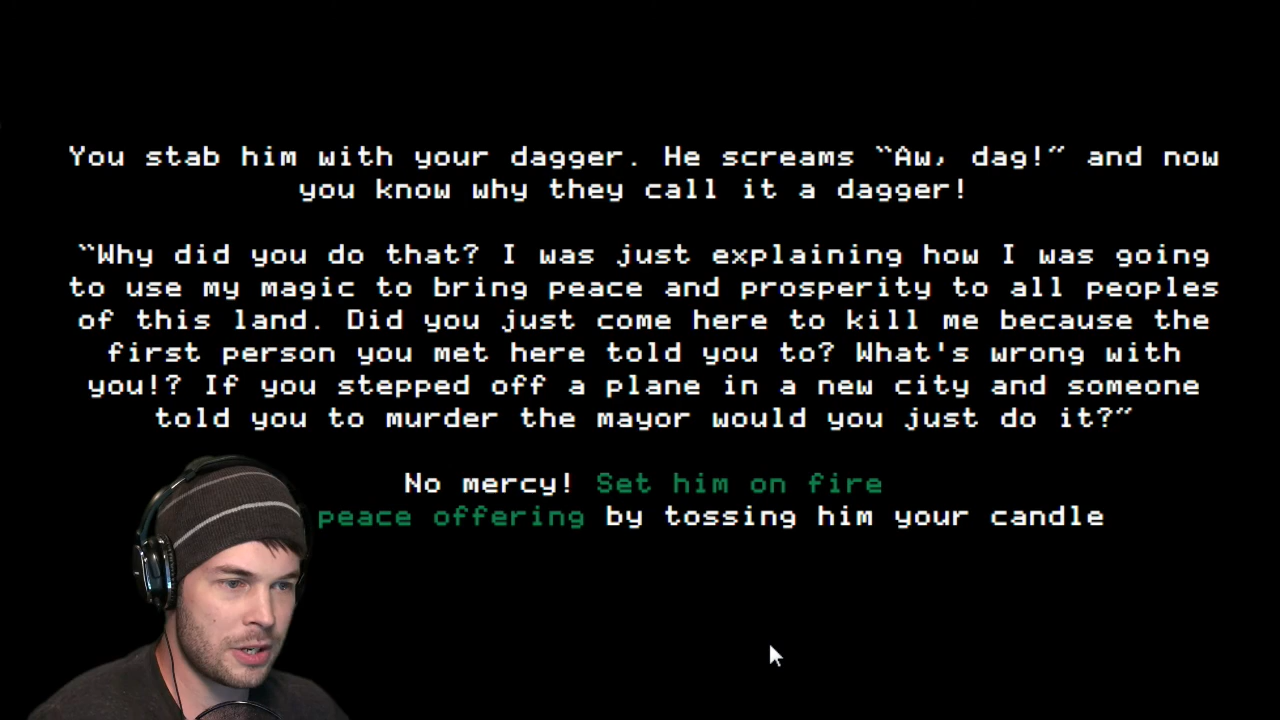 You stab him with your dagger. He screams “Aw, dag!” and now
you know why they call it a dagger!
“Why did you do that? I was just explaining how I was going
to use my magic to bring peace and prosperity to all peoples
of this land. Did you just come here to kill me because the
first person you met here told you to? What's wrong with
you!? If you stepped off a plane in a new city and someone
told you to murder the mayor would you just do it?”
No mercy! Set him on fire
peace offering by tossing him your candle